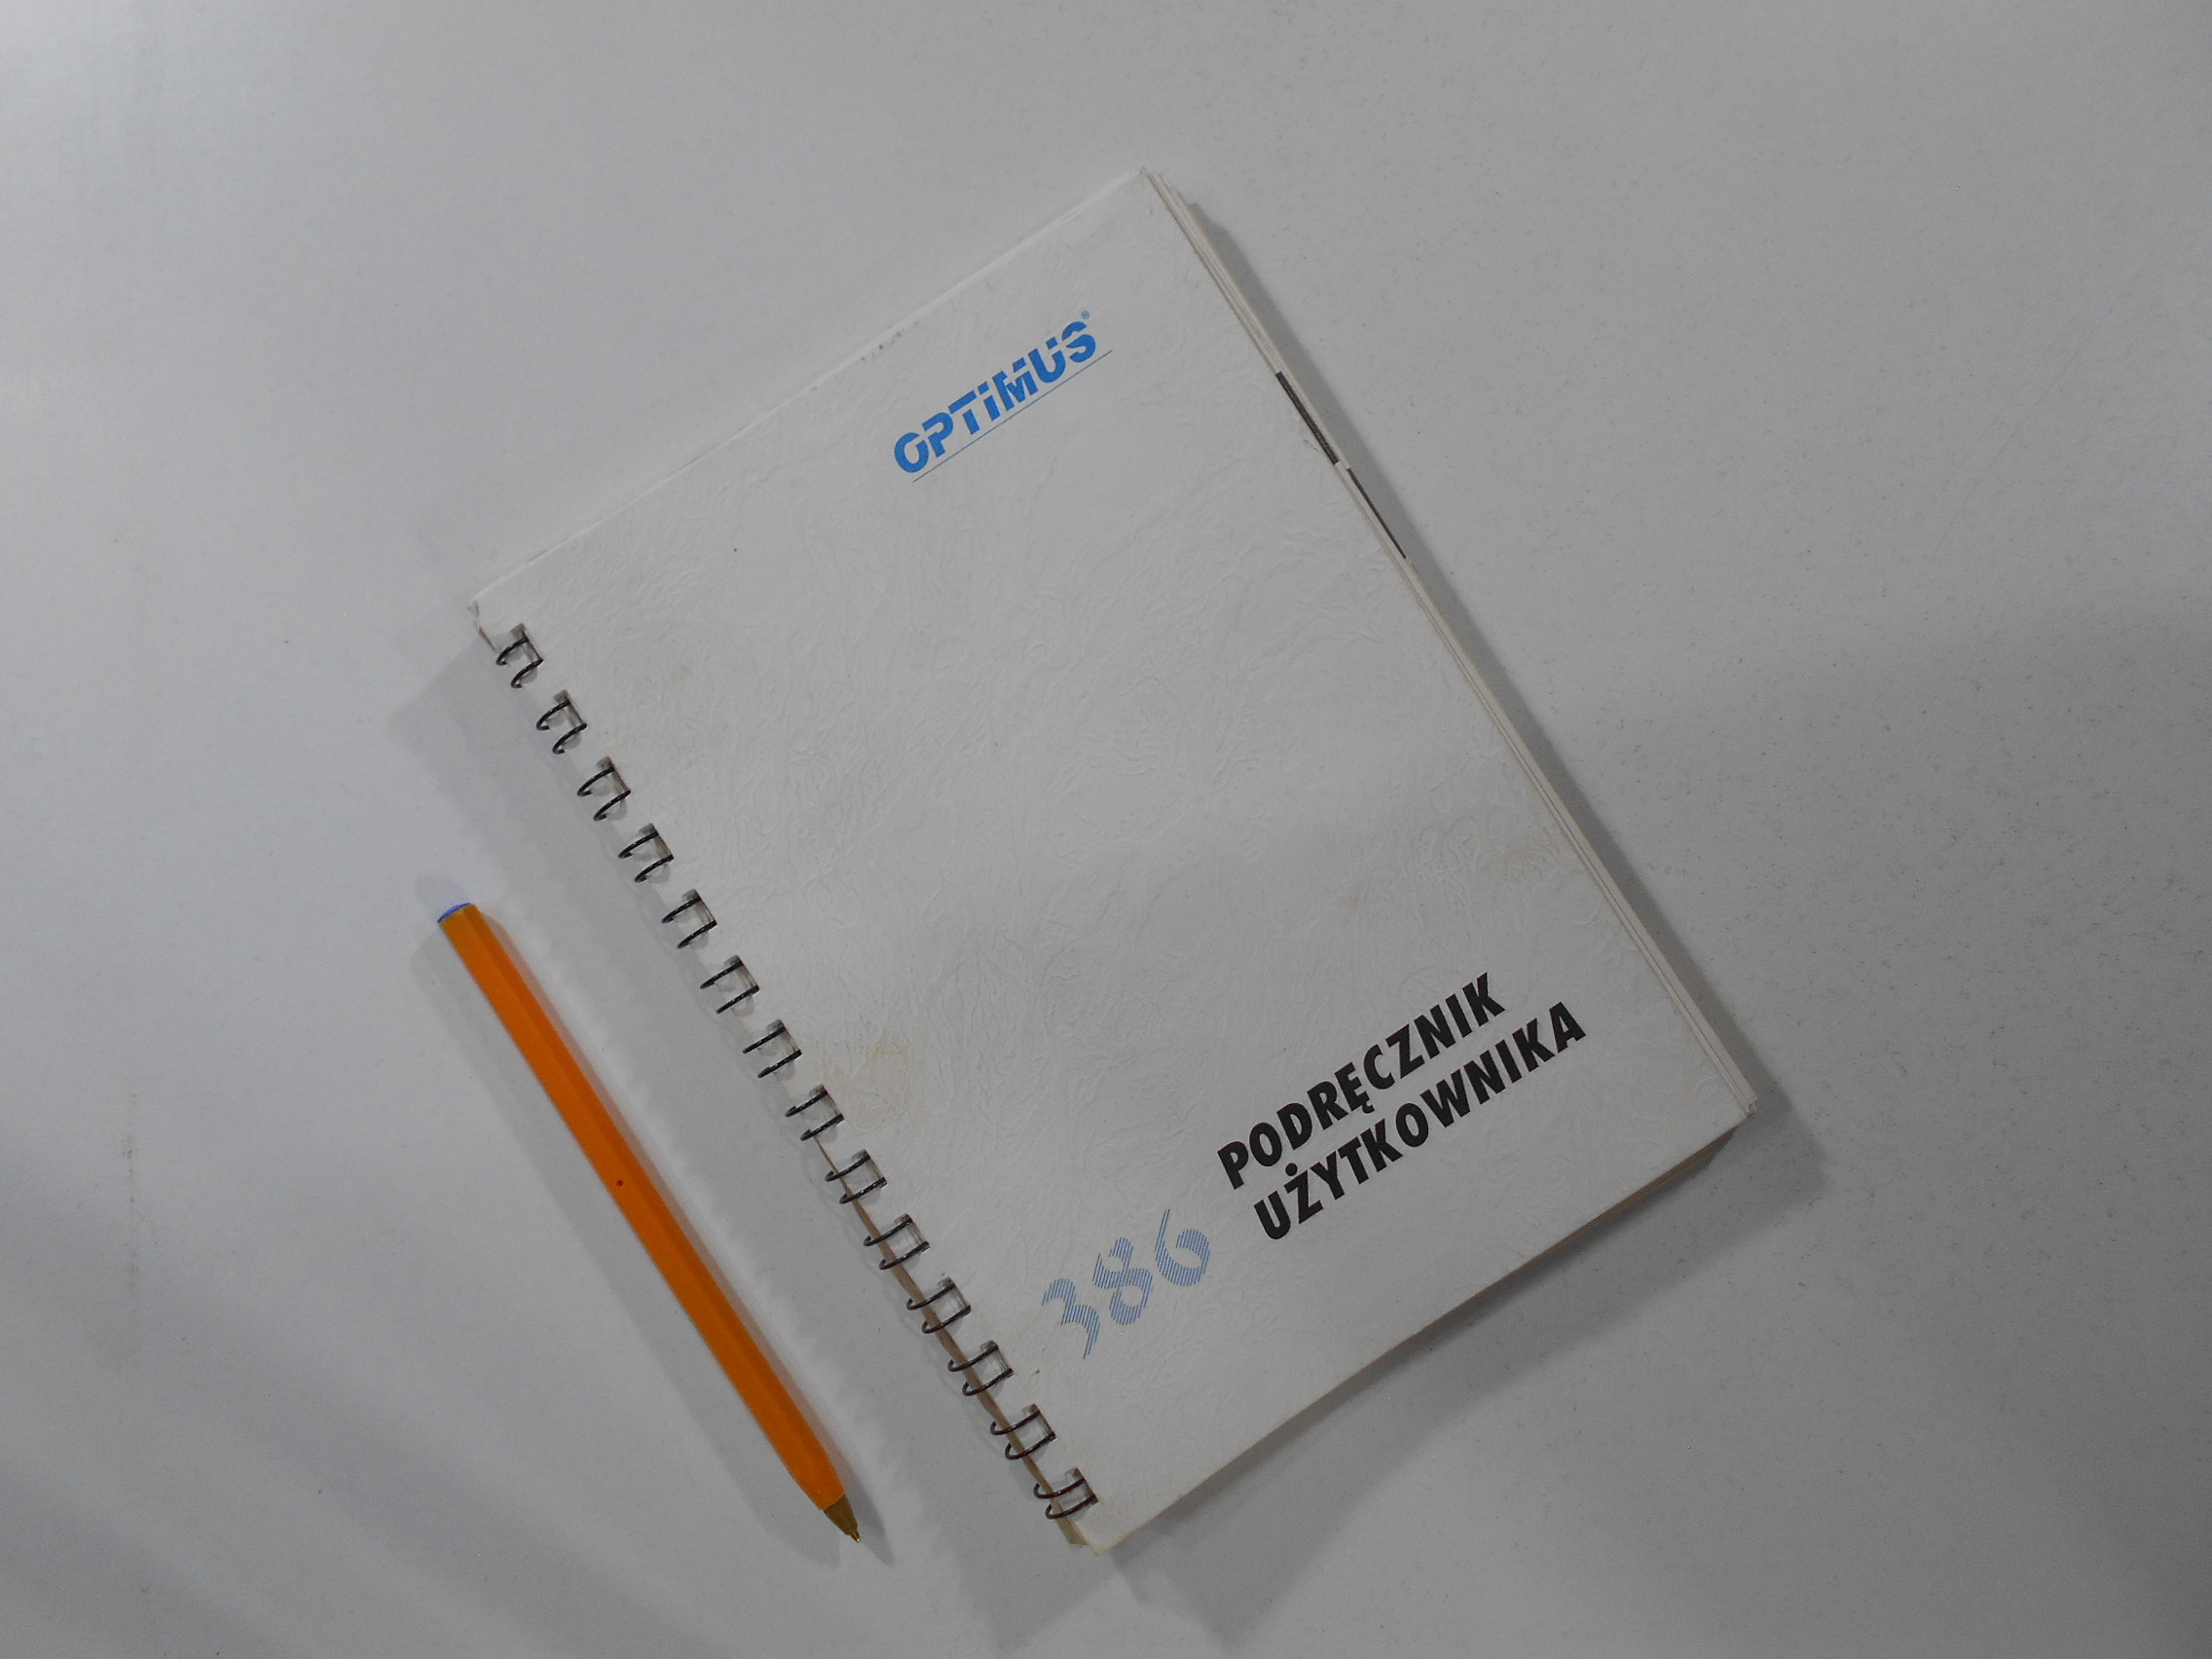 OPTIMUS®
PODRĘCZNIK
UŻYTKOWNIKA
386